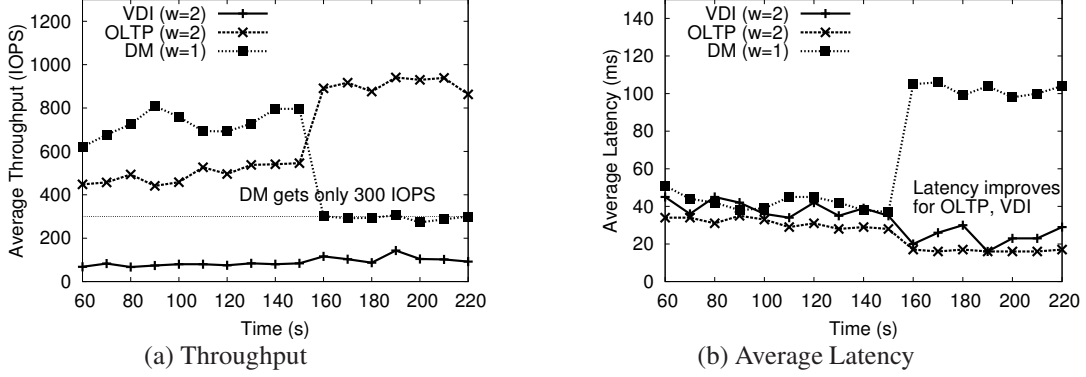 VDI (w=2)
OLTP (w=2)
DM (w=1)
Average Throughput (IOPS)
1200
1000
800
600
400
200
0
DM gets only 300 IOPS
60 80 100 120 140 160 180 200 220
Time (s)
(a) Throughput
VDI (w=2)
OLTP (w=2)
DM (w=1)
Average Latency (ms)
140
120
100
80
60
40
20
0
Latency improves
for OLTP, VDI
60 80 100 120 140 160 180 200 220
Time (s)
(b) Average Latency